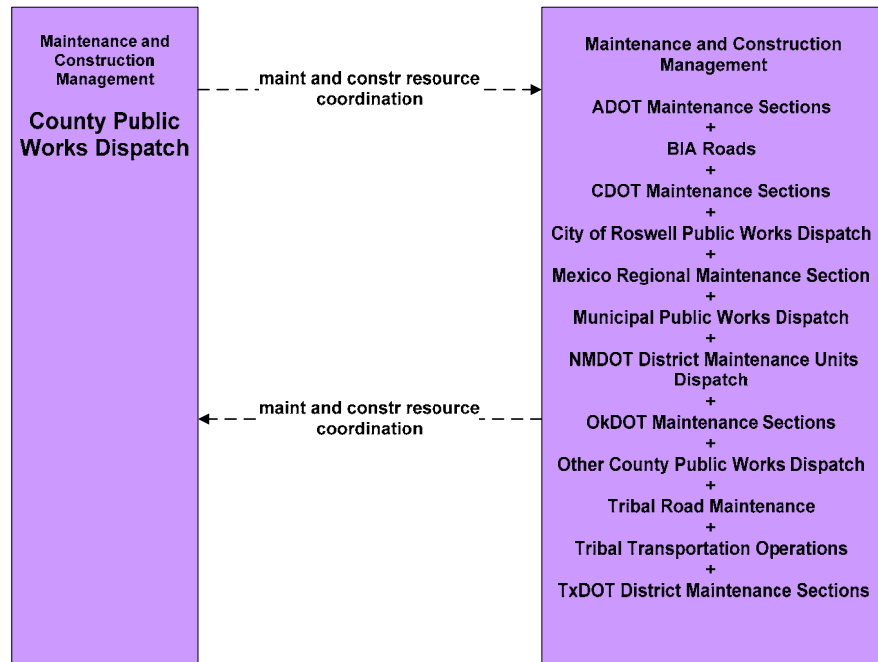 Maintenance and
Construction
Management
County Public
Works Dispatch
maint and constr resource
coordination
maint and constr resource
coordination
Maintenance and Construction
Management
ADOT Maintenance Sections
+
BIA Roads
+
CDOT Maintenance Sections
+
City of Roswell Public Works Dispatch
+
Mexico Regional Maintenance Section
+
Municipal Public Works Dispatch
+
NMDOT District Maintenance Units
Dispatch
+
OkDOT Maintenance Sections
+
Other County Public Works Dispatch
+
Tribal Road Maintenance
+
Tribal Transportation Operations
+
TxDOT District Maintenance Sections